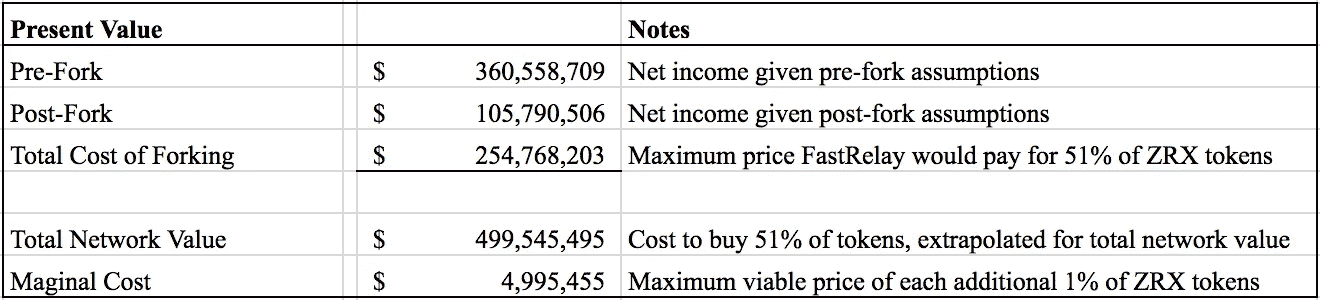 Present Value Notes
Pre-Fork $ 360,558,709 Net income given pre-fork assumptions
Post-Fork $ 105,790,506 Net income given post-fork assumptions
Total Cost of Forking $ 254,768,203 Maximum price FastRelay would pay for 51% of ZRX tokens
Total Network Value $ 499,545,495 Cost to buy 51% of tokens, extrapolated for total network value
Maginal Cost $ 4,995,455 Maximum viable price of each additional 1% of ZRX tokens